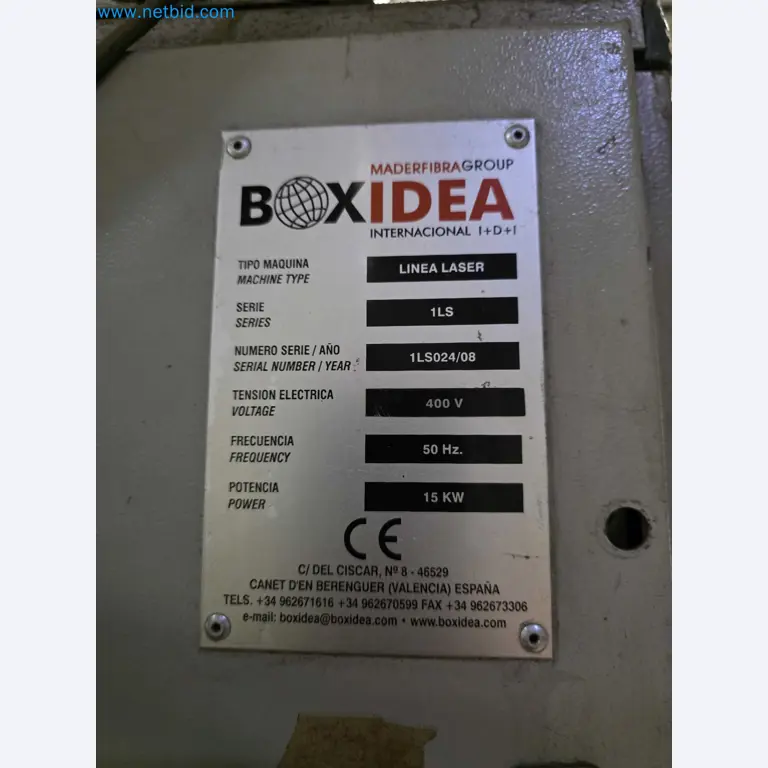 www.netbid.com
MADERFIBRAGROUP
BOXIDEA
INTERNACIONAL I+D+I
TIPO MAQUINA
MACHINE TYPE
LINEA LASER
SERIE
SERIES
1LS
NUMERO SERIE / AÑO
SERIAL NUMBER / YEAR :
1LS024/08
TENSION ELECTRICA
VOLTAGE
400 V
FRECUENCIA
FREQUENCY
50 Hz.
POTENCIA
POWER
15 KW
CE
C/ DEL CISCAR, Nº 8 - 46529
CANET D'EN BERENGUER (VALENCIA) ESPAÑA
TELS. +34 962671616 +34 962670599 FAX +34 962673306
e-mail: boxidea@boxidea.com • www.boxidea.com